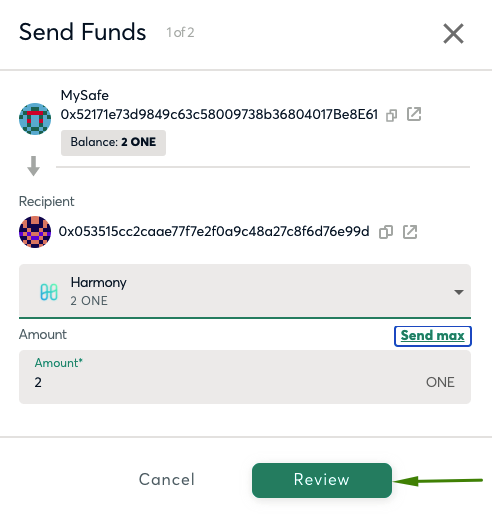 Send Funds 1 of 2
MySafe
0x52171e73d9849c63c58009738b36804017Be8E61
Balance: 2 ONE
Recipient
0x053515cc2caae77f7e2f0a9c48a27c8f6d76e99d
Harmony
2 ONE
Amount Send max
Amount*
2 ONE
Cancel Review